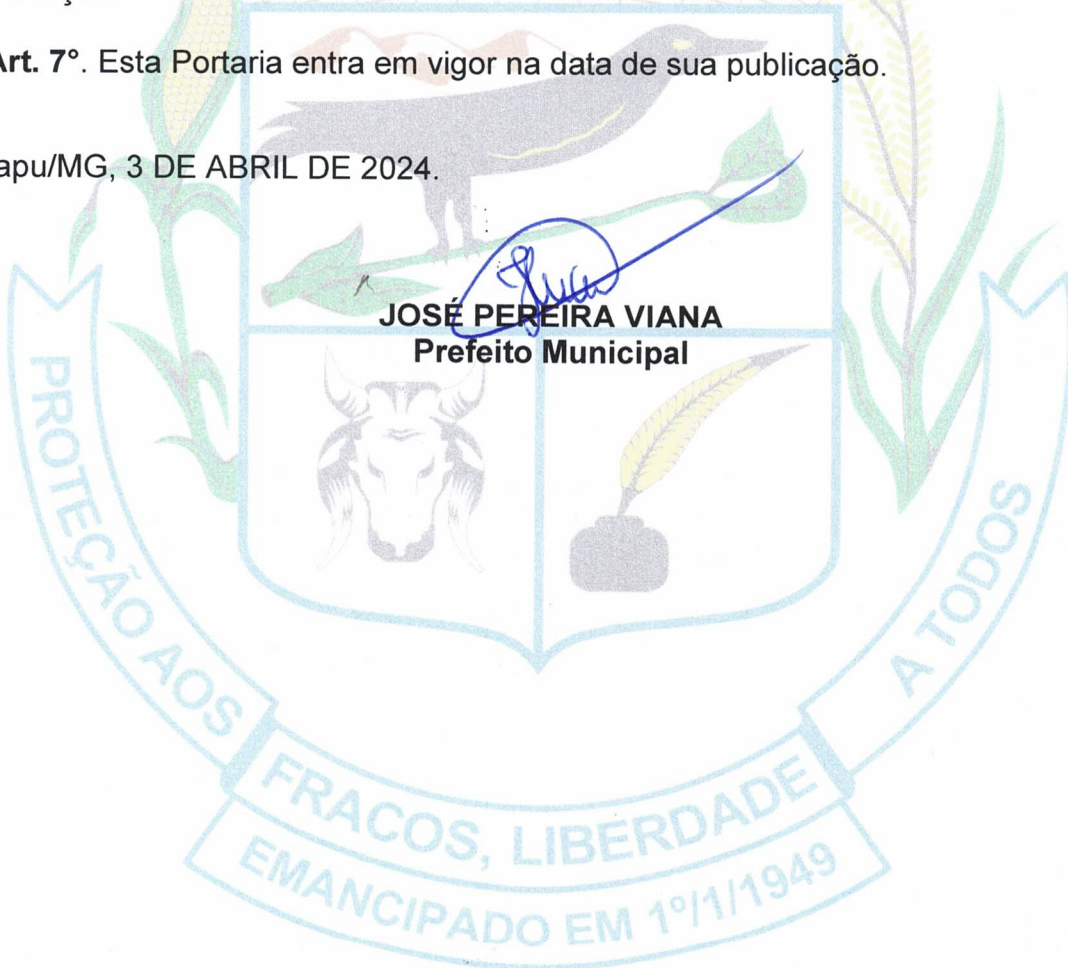 Art. 7°. Esta Portaria entra em vigor na data de sua publicação.
apu/MG, 3 DE ABRIL DE 2024.
JOSÉ PEREIRA VIANA
Prefeito Municipal
PROTEÇÃO AOS
FRACOS, LIBERDADE
A TODOS
EMANCIPADO EM 1º/1/1949